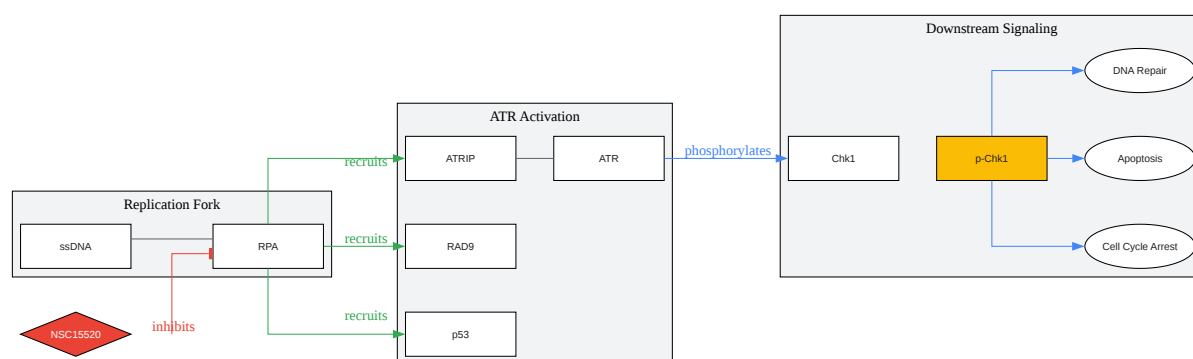 Downstream Signaling
DNA Repair
ATR Activation
ATRIP
ATR
phosphorylates
Chk1
p-Chk1
Apoptosis
recruits
Replication Fork
ssDNA
RPA
recruits
RAD9
Cell Cycle Arrest
NSC15520
inhibits
recruits
p53